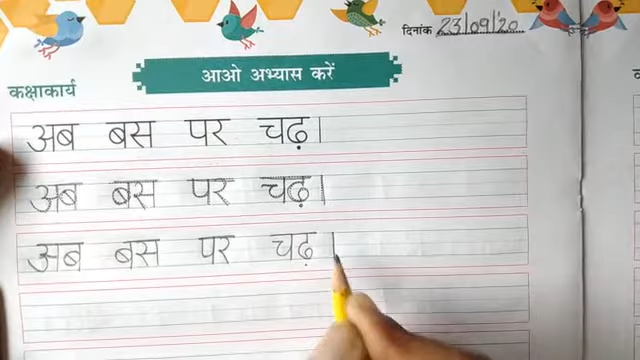 दिनांक 23/09/20
कक्षाकार्य
आओ अभ्यास करें
अब बस पर चढ़।
अब बस पर चढ़।
अब बस पर चढ़।